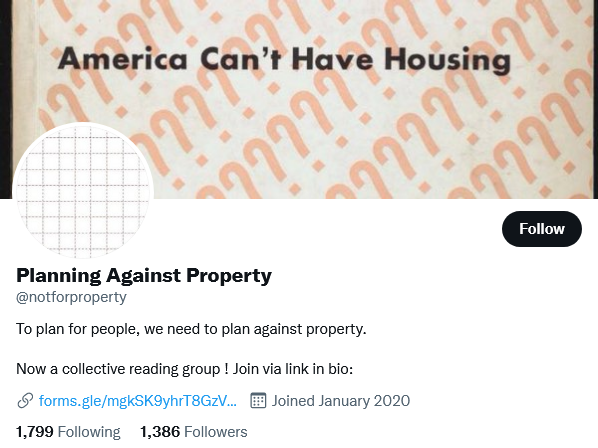 America Can't Have Housing
Follow
Planning Against Property
@notforproperty
To plan for people, we need to plan against property.
Now a collective reading group ! Join via link in bio:
forms.gle/mgkSK9yhrT8GzV... Joined January 2020
1,799 Following 1,386 Followers